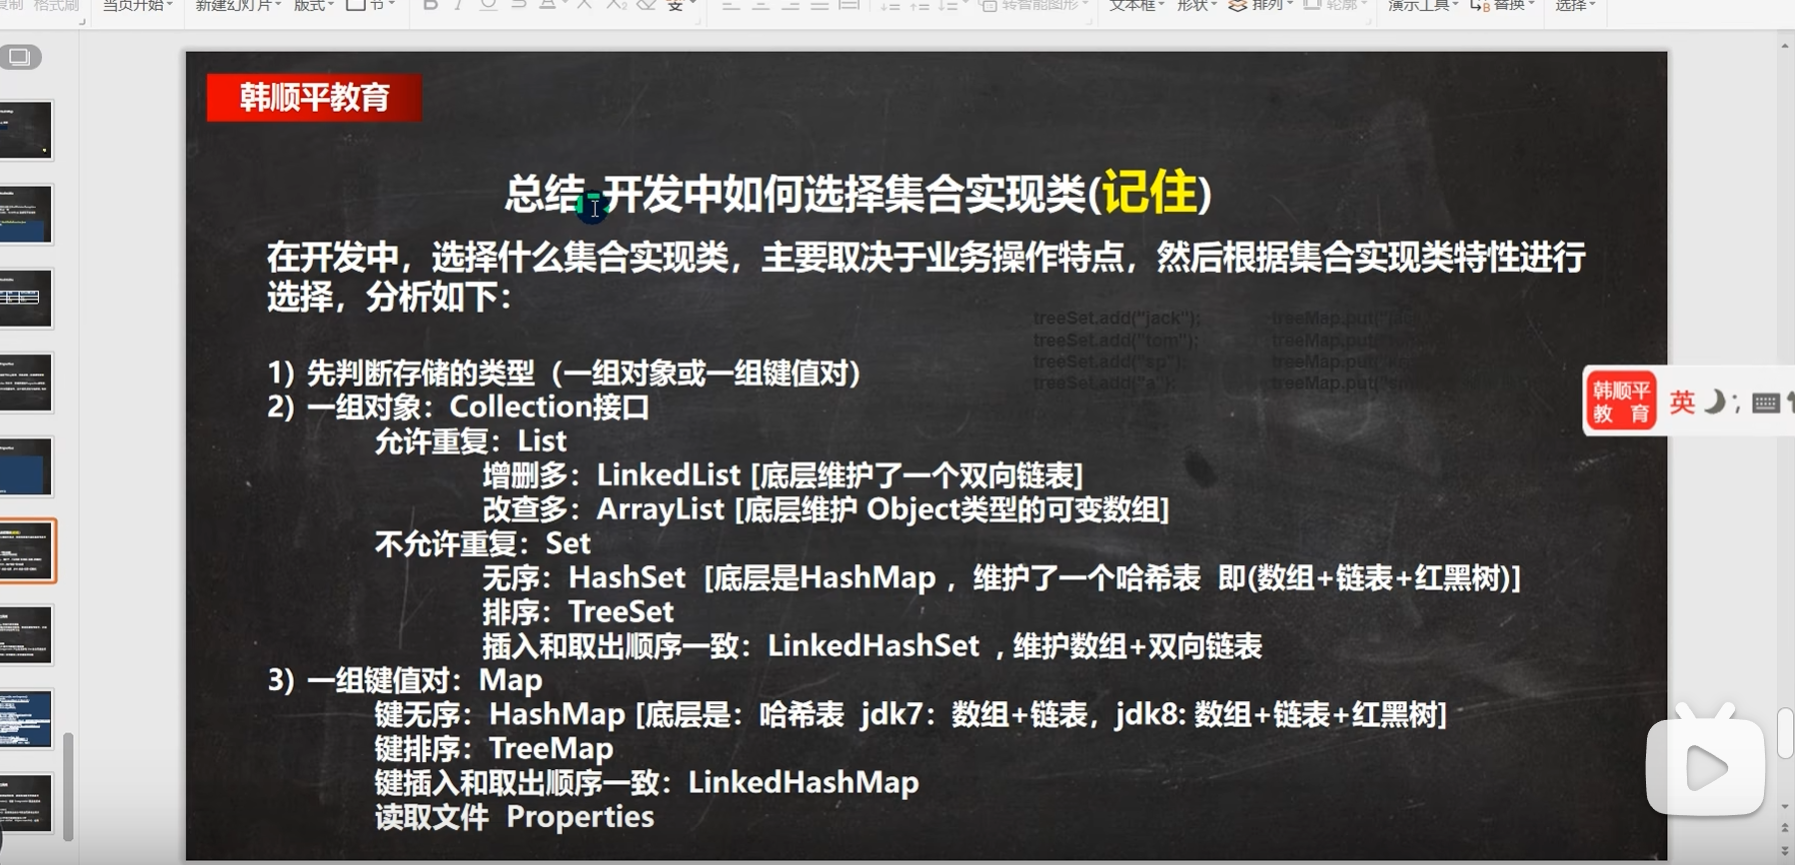 格式刷
当页开始
新建幻灯片
版式
节
转智能图形
文本框
形状
排列
轮廓
演示工具
替换
选择
韩顺平教育
总结-开发中如何选择集合实现类(记住)
在开发中，选择什么集合实现类，主要取决于业务操作特点，然后根据集合实现类特性进行
选择，分析如下：
treeSet.add("jack");
treeSet.add("tom");
treeSet.add("sp");
treeSet.add("a");
1) 先判断存储的类型（一组对象或一组键值对）
2) 一组对象：Collection接口
允许重复：List
增删多：LinkedList [底层维护了一个双向链表]
改查多：ArrayList [底层维护 Object类型的可变数组]
不允许重复：Set
无序：HashSet [底层是HashMap ，维护了一个哈希表 即(数组+链表+红黑树)]
排序：TreeSet
插入和取出顺序一致：LinkedHashSet ，维护数组+双向链表
3) 一组键值对：Map
键无序：HashMap [底层是：哈希表 jdk7：数组+链表，jdk8: 数组+链表+红黑树]
键排序：TreeMap
键插入和取出顺序一致：LinkedHashMap
读取文件 Properties
韩顺平
教 育
英